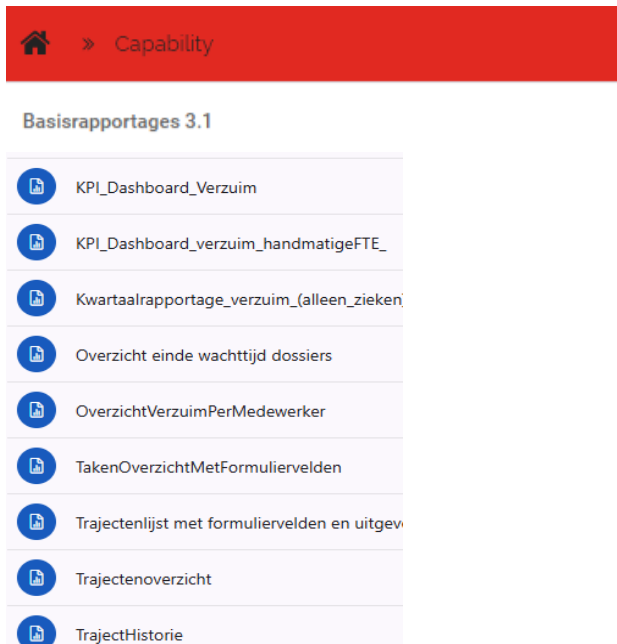 » Capability
Basisrapportages 3.1
KPI_Dashboard_Verzuim
KPI_Dashboard_verzuim_handmatigeFTE_
Kwartaalrapportage_verzuim_(alleen_zieken)
Overzicht einde wachttijd dossiers
OverzichtVerzuimPerMedewerker
TakenOverzichtMetFormuliervelden
Trajectenlijst met formuliervelden en
Trajectenoverzicht
TrajectHistorie